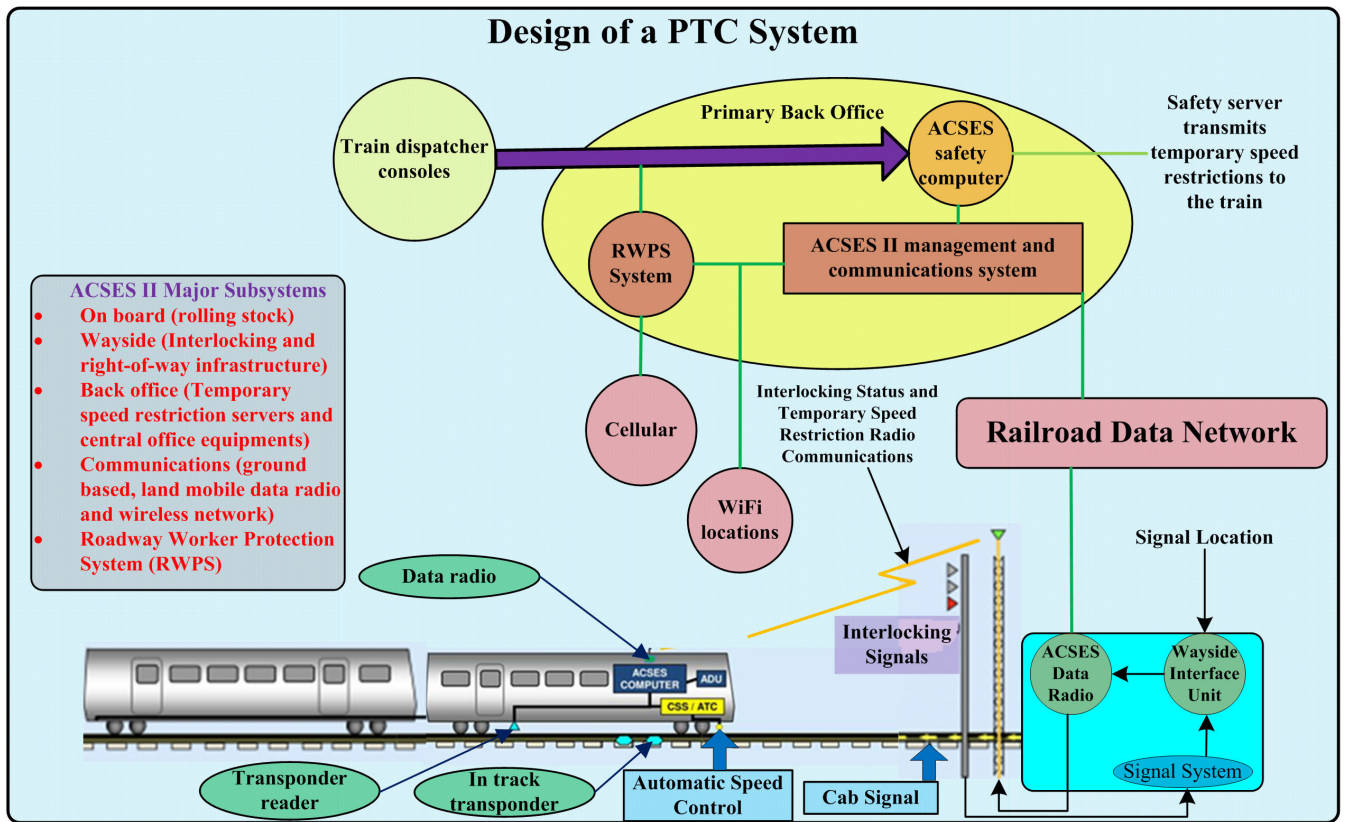 Design of a PTC System
Train dispatcher
consoles
Primary Back Office
ACSES
safety
computer
Safety server
transmits
temporary speed
restrictions to
the train
RWPS
System
ACSES II management and
communications system
ACSES II Major Subsystems
• On board (rolling stock)
• Wayside (Interlocking and
right-of-way infrastructure)
• Back office (Temporary
speed restriction servers and
central office equipments)
• Communications (ground
based, land mobile data radio
and wireless network)
• Roadway Worker Protection
System (RWPS)
Cellular
WiFi
locations
Interlocking Status and
Temporary Speed
Restriction Radio
Communications
Railroad Data Network
Signal Location
Data radio
Interlocking
Signals
ACSES
COMPUTER
ADU
CSS / ATC
ACSES
Data
Radio
Wayside
Interface
Unit
Signal System
Transponder
reader
In track
transponder
Automatic Speed
Control
Cab Signal